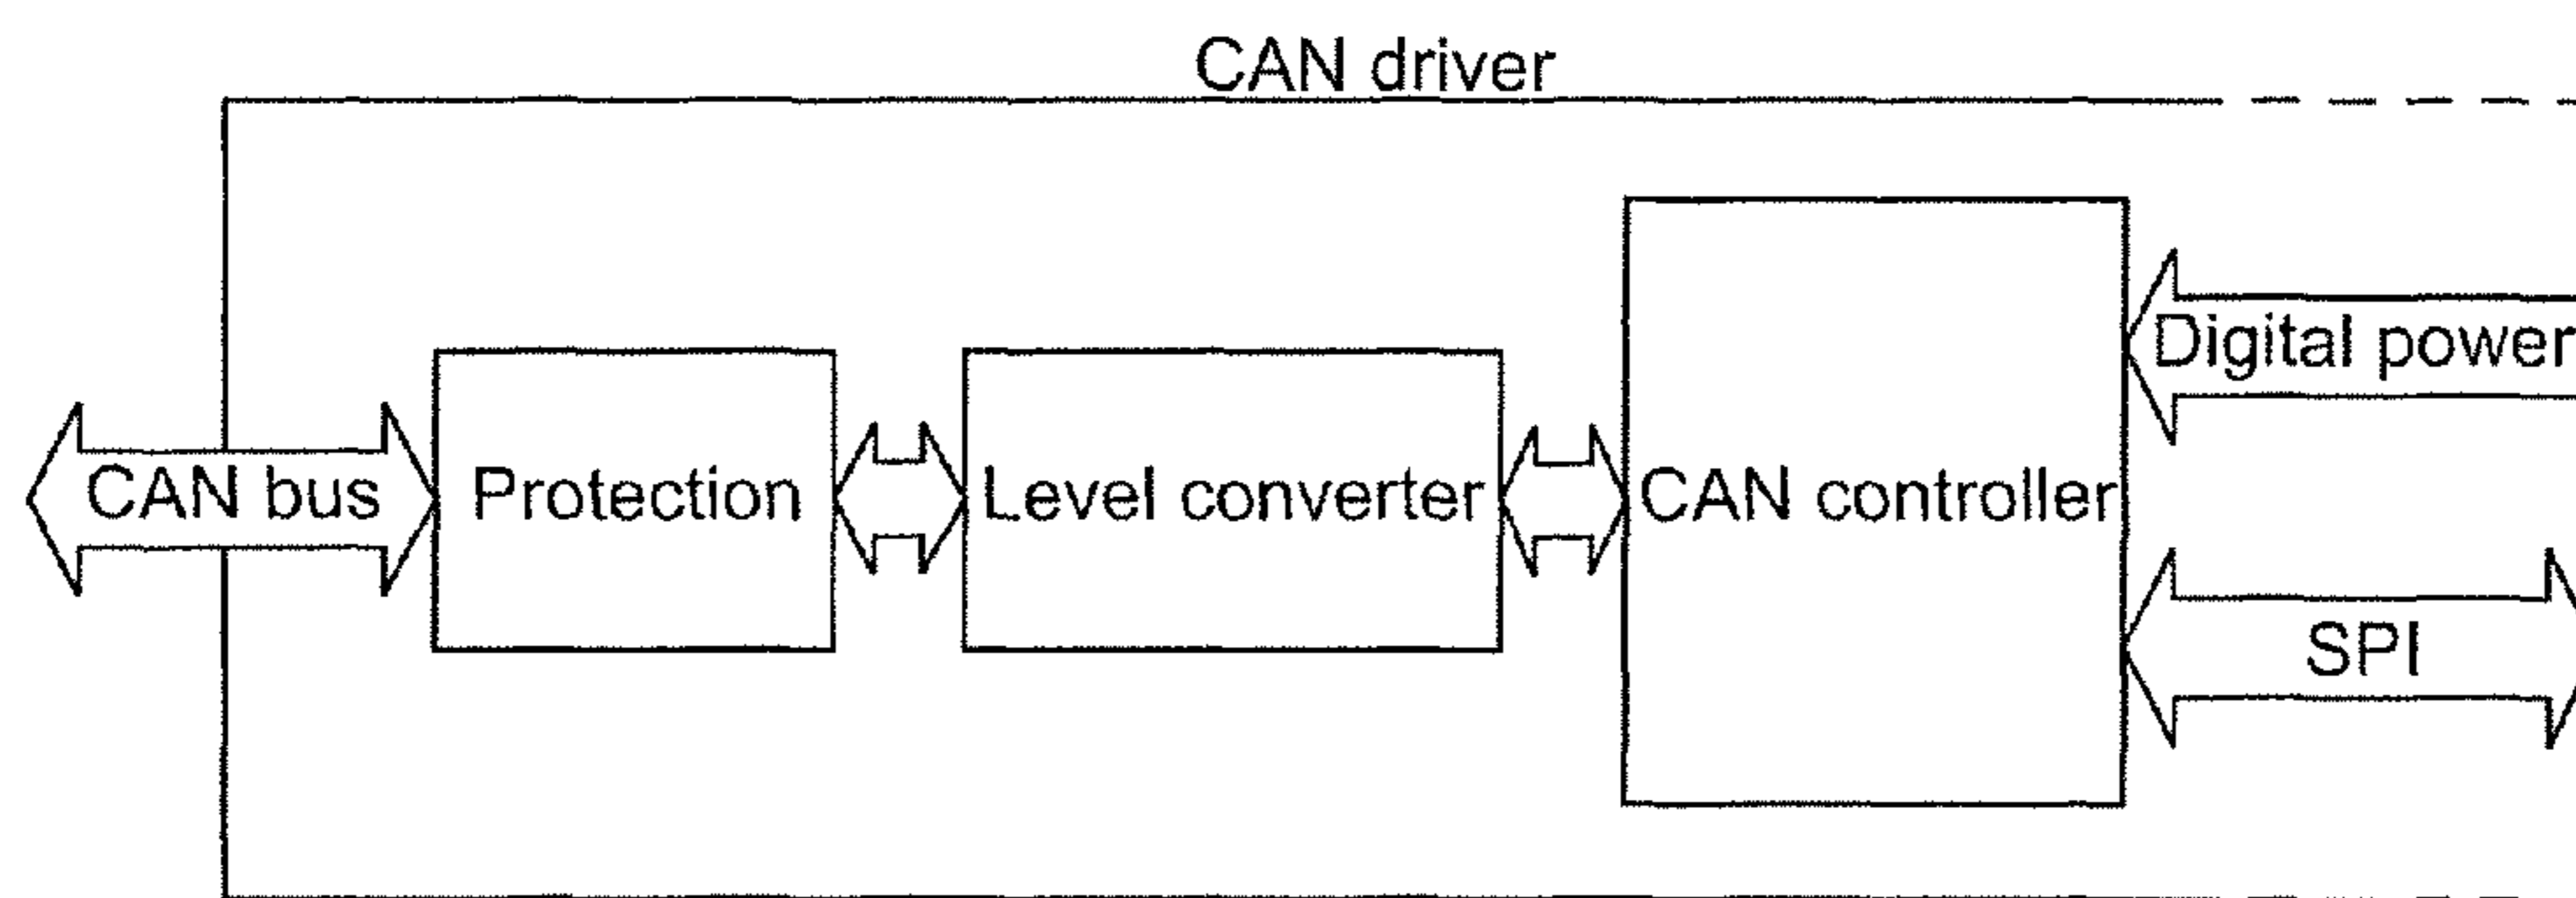 CAN driver
Digital power
CAN bus
Protection
Level converter
CAN controller
SPI